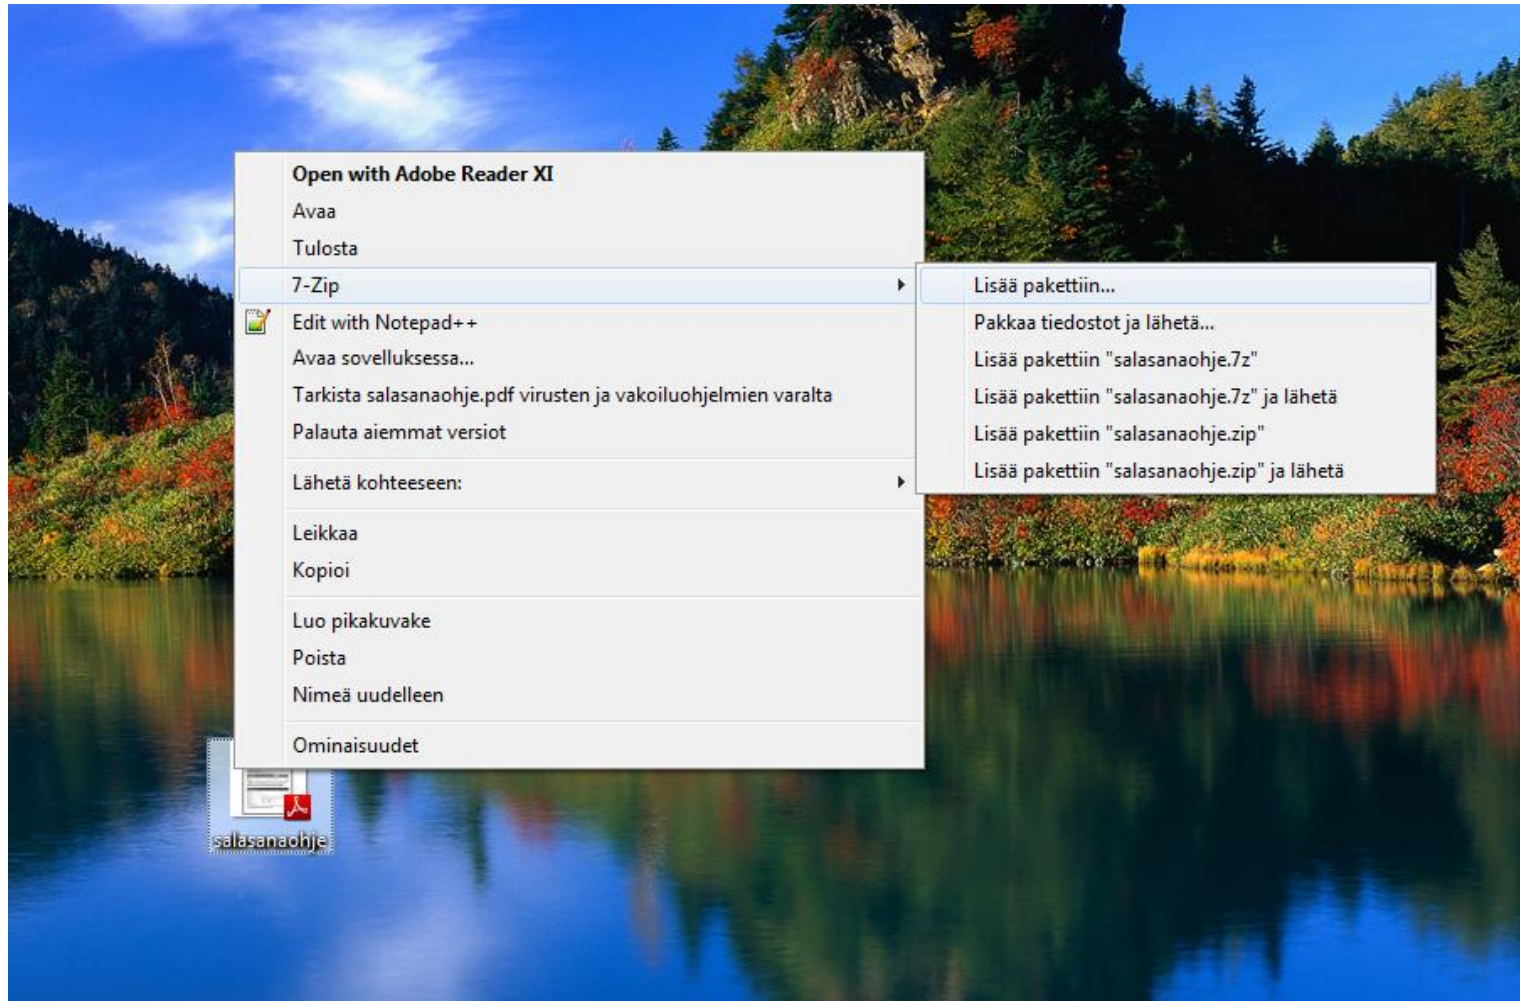 Open with Adobe Reader XI
Avaa
Tulosta
7-Zip
Edit with Notepad++
Avaa sovelluksessa...
Tarkista salasanaohje.pdf virusten ja vakoiluohjelmien varalta
Palauta aiemmat versiot
Lähetä kohteeseen:
Leikkaa
Kopioi
Luo pikakuvake
Poista
Nimeä uudelleen
Ominaisuudet
Lisää pakettiin...
Pakkaa tiedostot ja lähetä...
Lisää pakettiin "salasanaohje.7z"
Lisää pakettiin "salasanaohje.7z" ja lähetä
Lisää pakettiin "salasanaohje.zip"
Lisää pakettiin "salasanaohje.zip" ja lähetä
salasanaohje